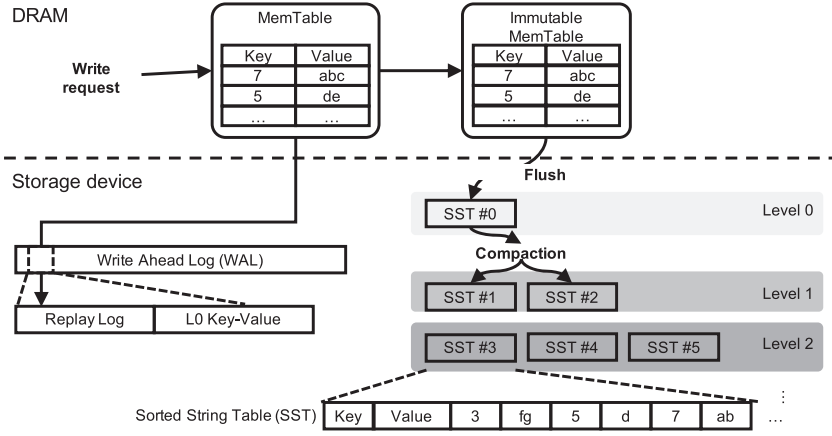 DRAM
MemTable
Key Value
7 abc
5 de
... ...
Immutable
MemTable
Key Value
7 abc
5 de
... ...
Write
request
Storage device
Flush
SST #0
Level 0
Compaction
Write Ahead Log (WAL)
SST #1 SST #2
Level 1
Replay Log L0 Key-Value
SST #3 SST #4 SST #5
Level 2
...
Sorted String Table (SST) Key Value 3 fg 5 d 7 ab ...